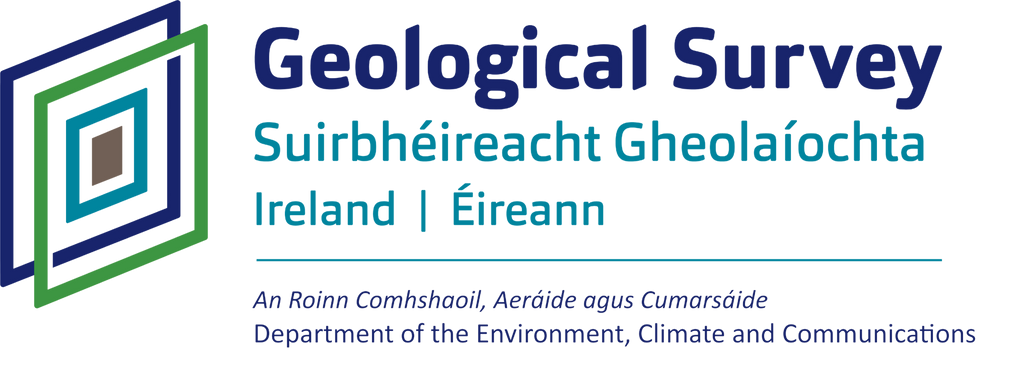 Geological Survey
Suirbhéireacht Gheolaíochta
Ireland | Éireann
An Roinn Comhshaoil, Aeráide agus Cumarsáide
Department of the Environment, Climate and Communications